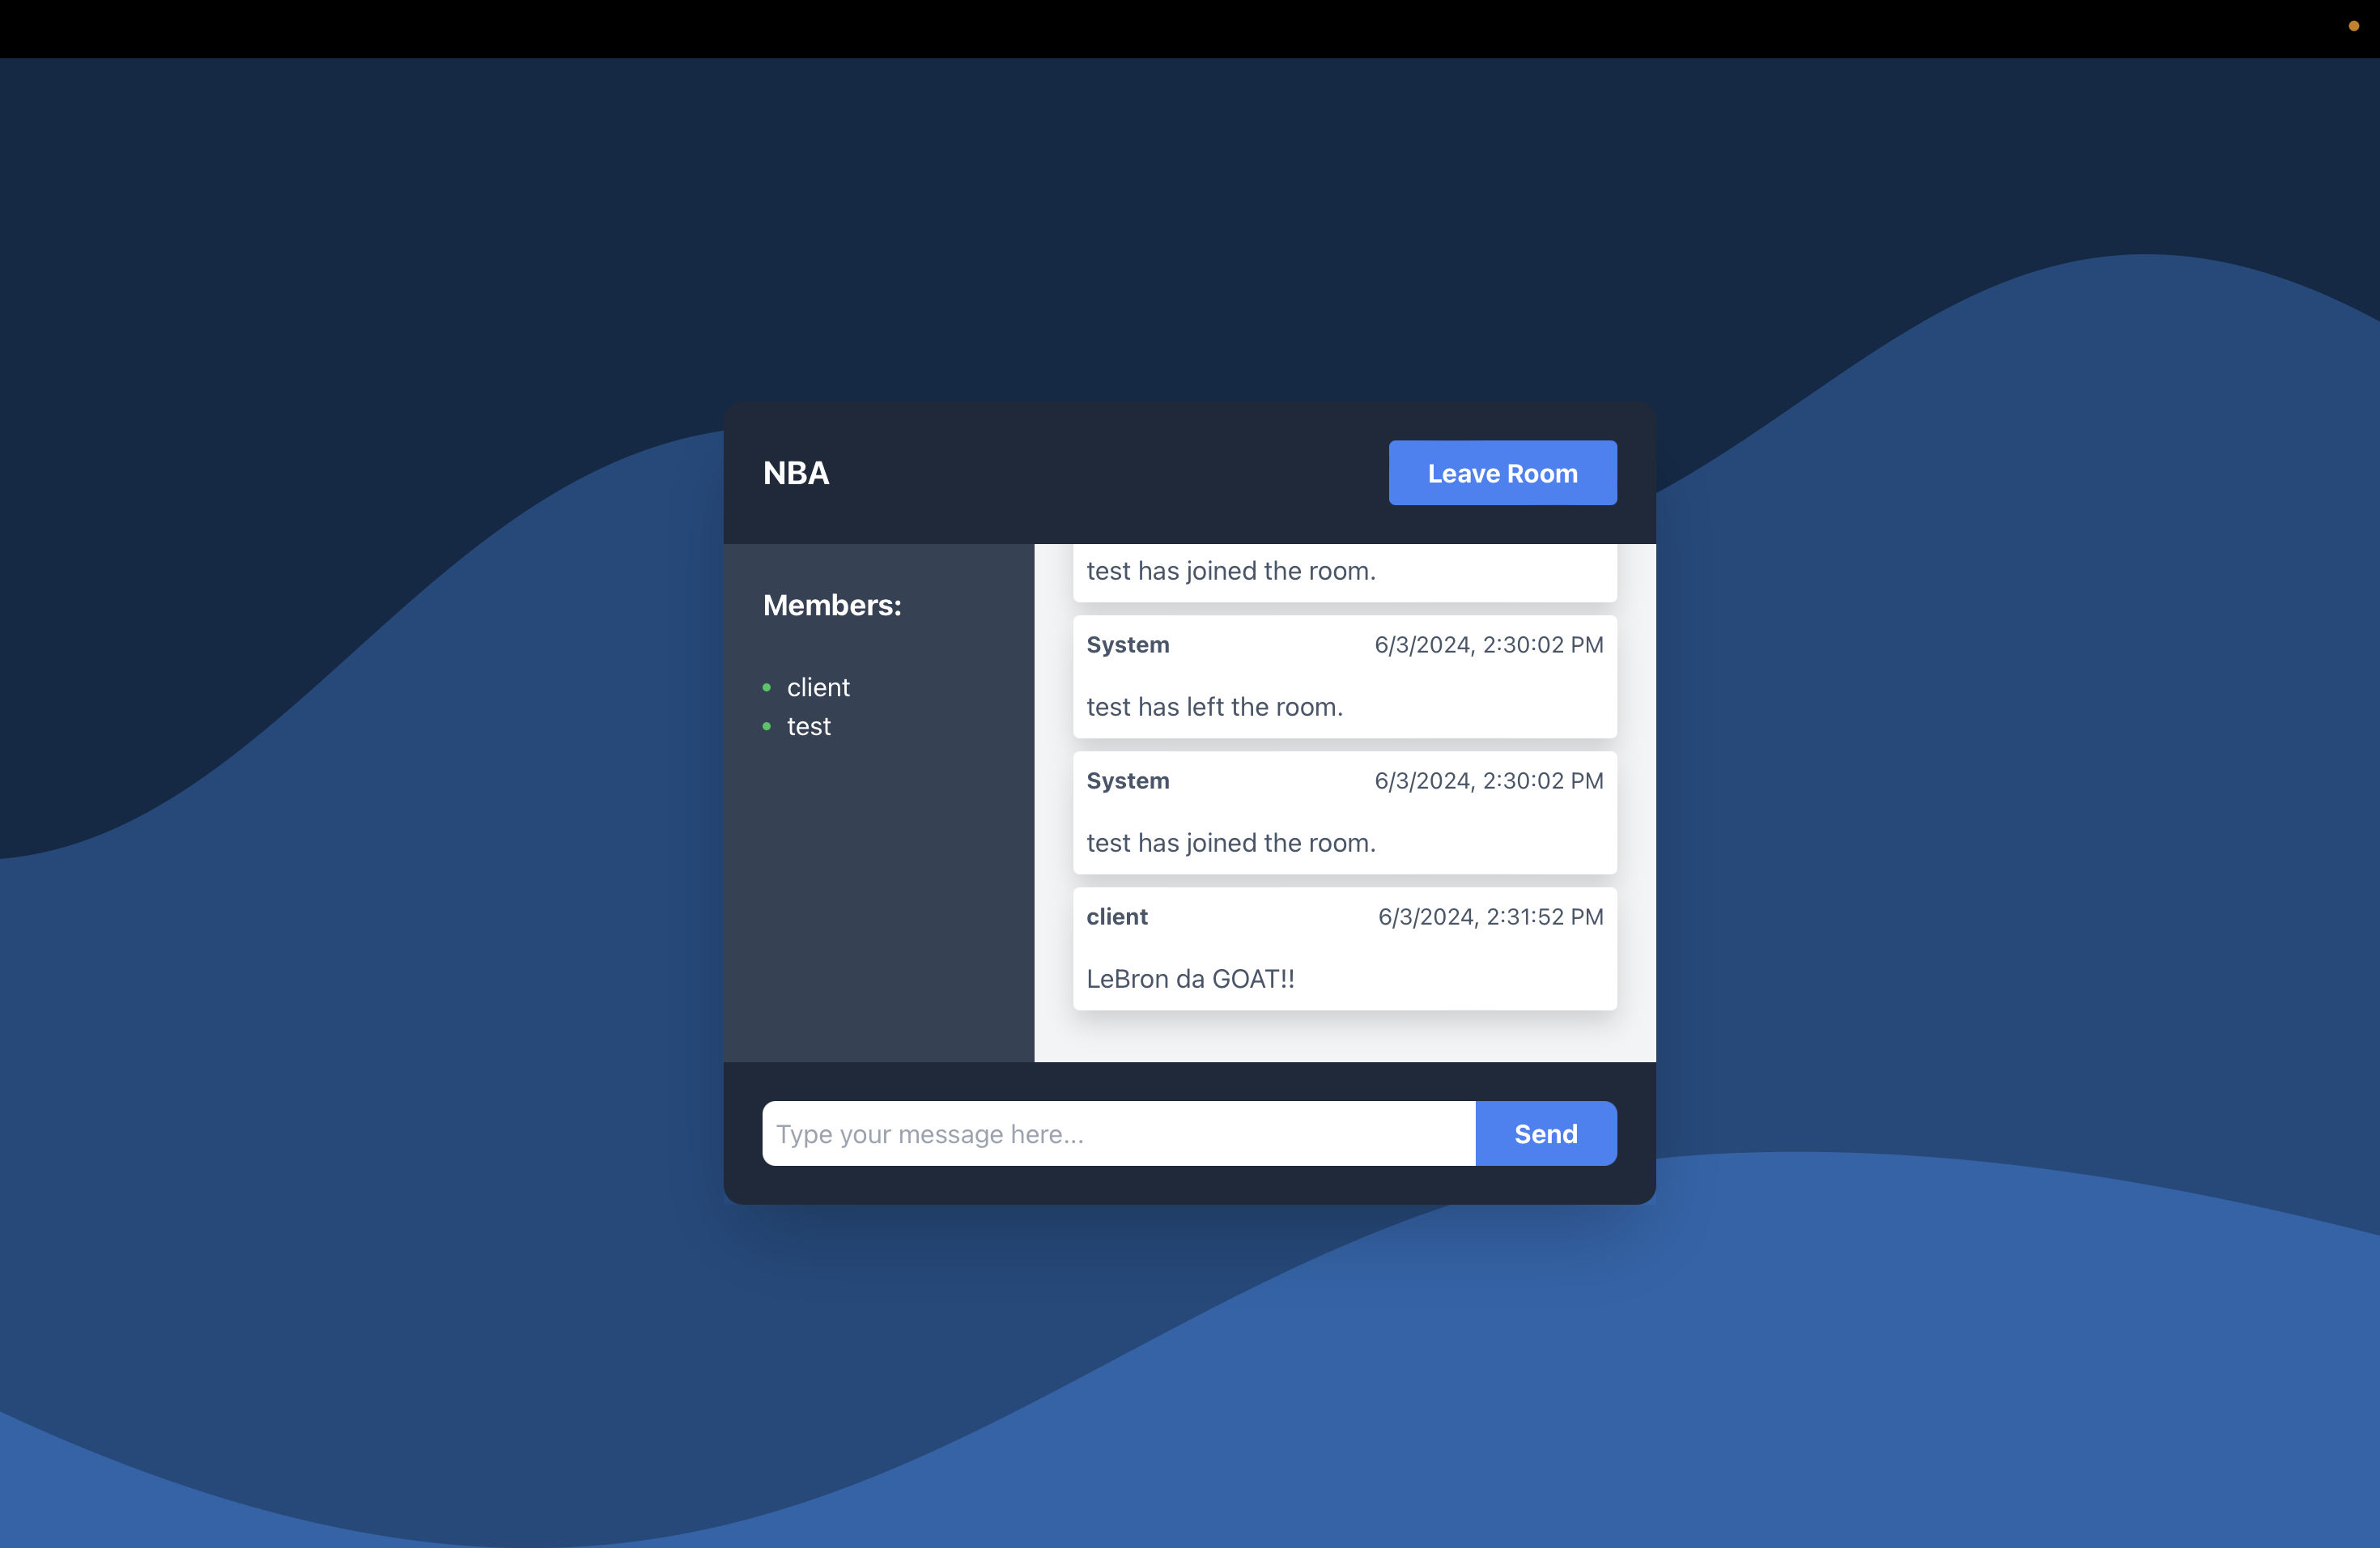 NBA
Leave Room
Members:
client
test
test has joined the room.
System 6/3/2024, 2:30:02 PM
test has left the room.
System 6/3/2024, 2:30:02 PM
test has joined the room.
client 6/3/2024, 2:31:52 PM
LeBron da GOAT!!
Type your message here...
Send